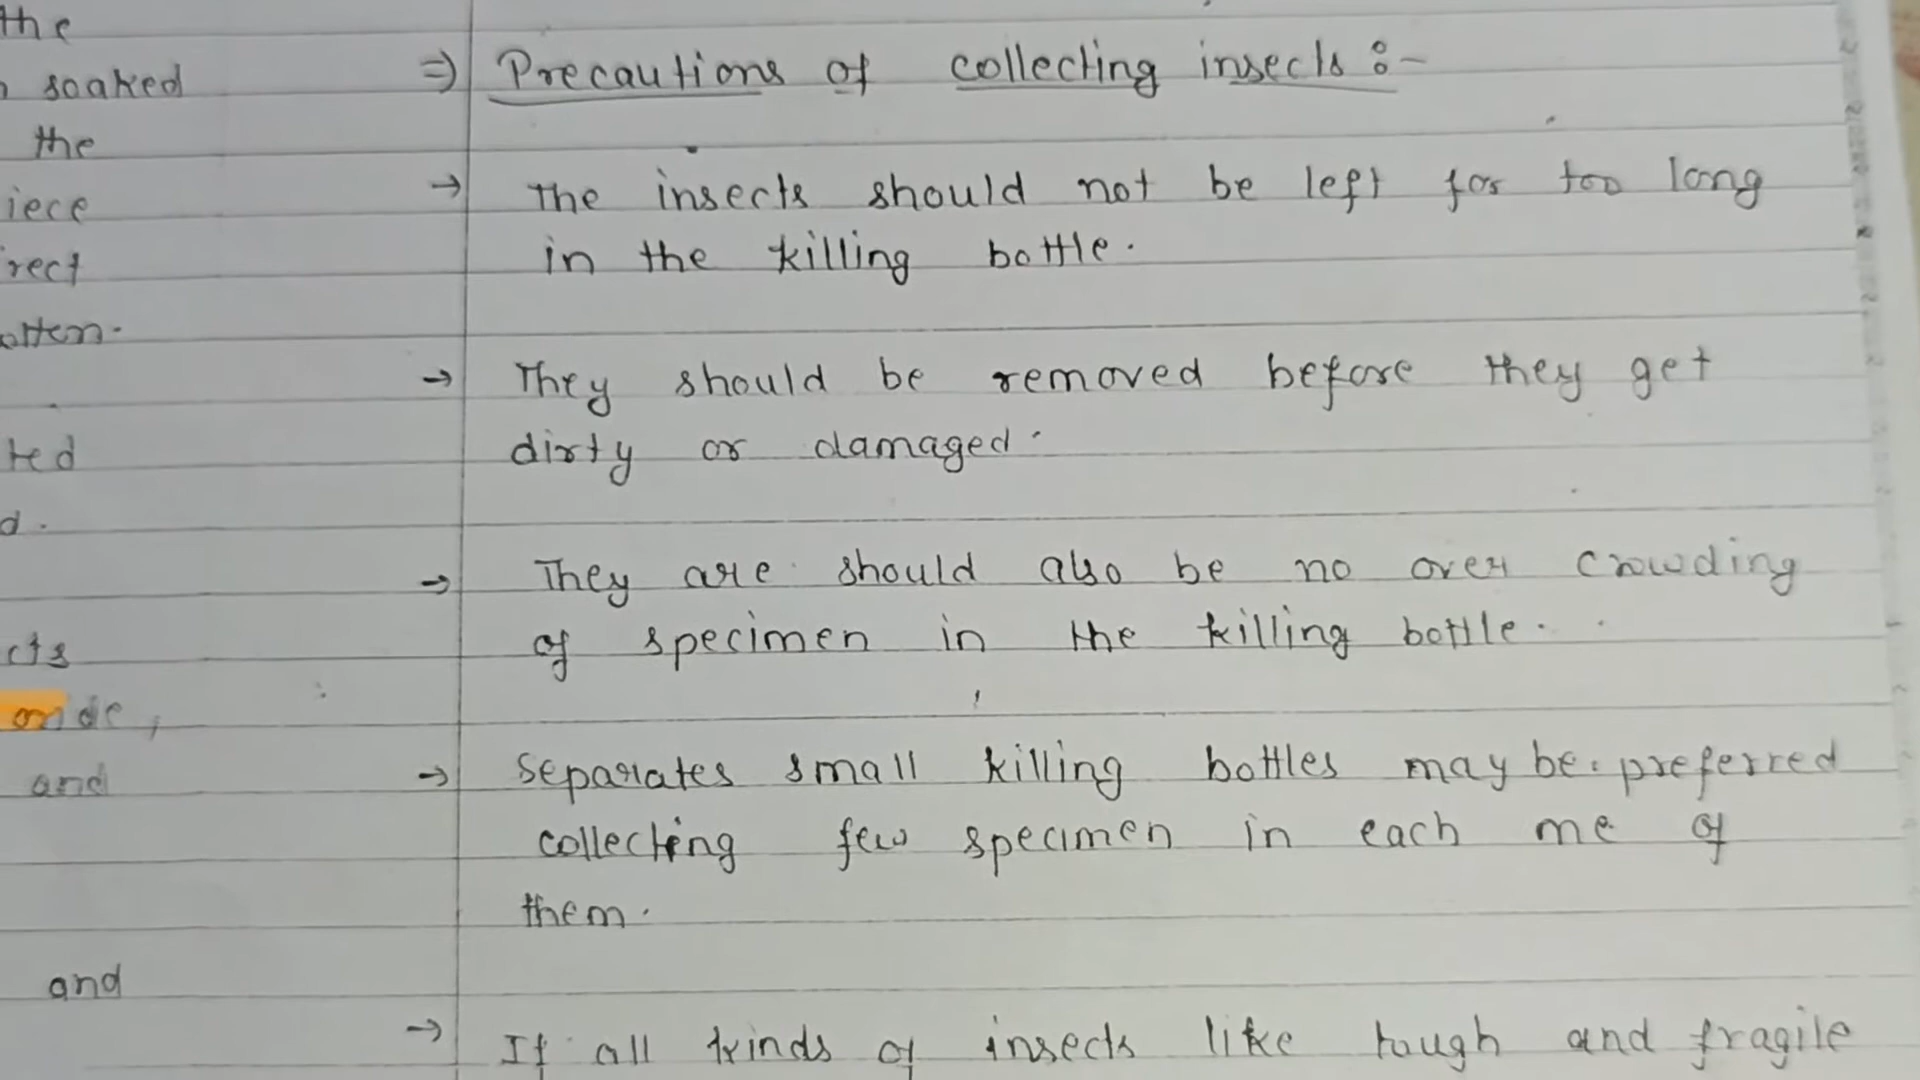 the
soaked
the
iece
rect
otten.
ted
d.
cts
and
and
=> Precautions of collecting insects :-
→ The insects should not be left for too long
in the killing bottle.
→ They should be removed before they get
dirty or damaged.
→ They are should also be no over crowding
of specimen in the killing bottle.
→ Separates small killing bottles may be preferred
collecting few specimen in each me of
them.
→ If all kinds of insects like tough and fragile